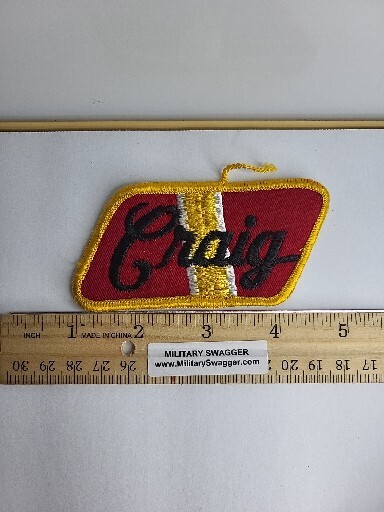 Craig
INCH 1 MADE IN CHINA 2 3 4 5
MILITARY SWAGGER
www.MilitarySwagger.com
30 29 28 27 26 20 19 18 17